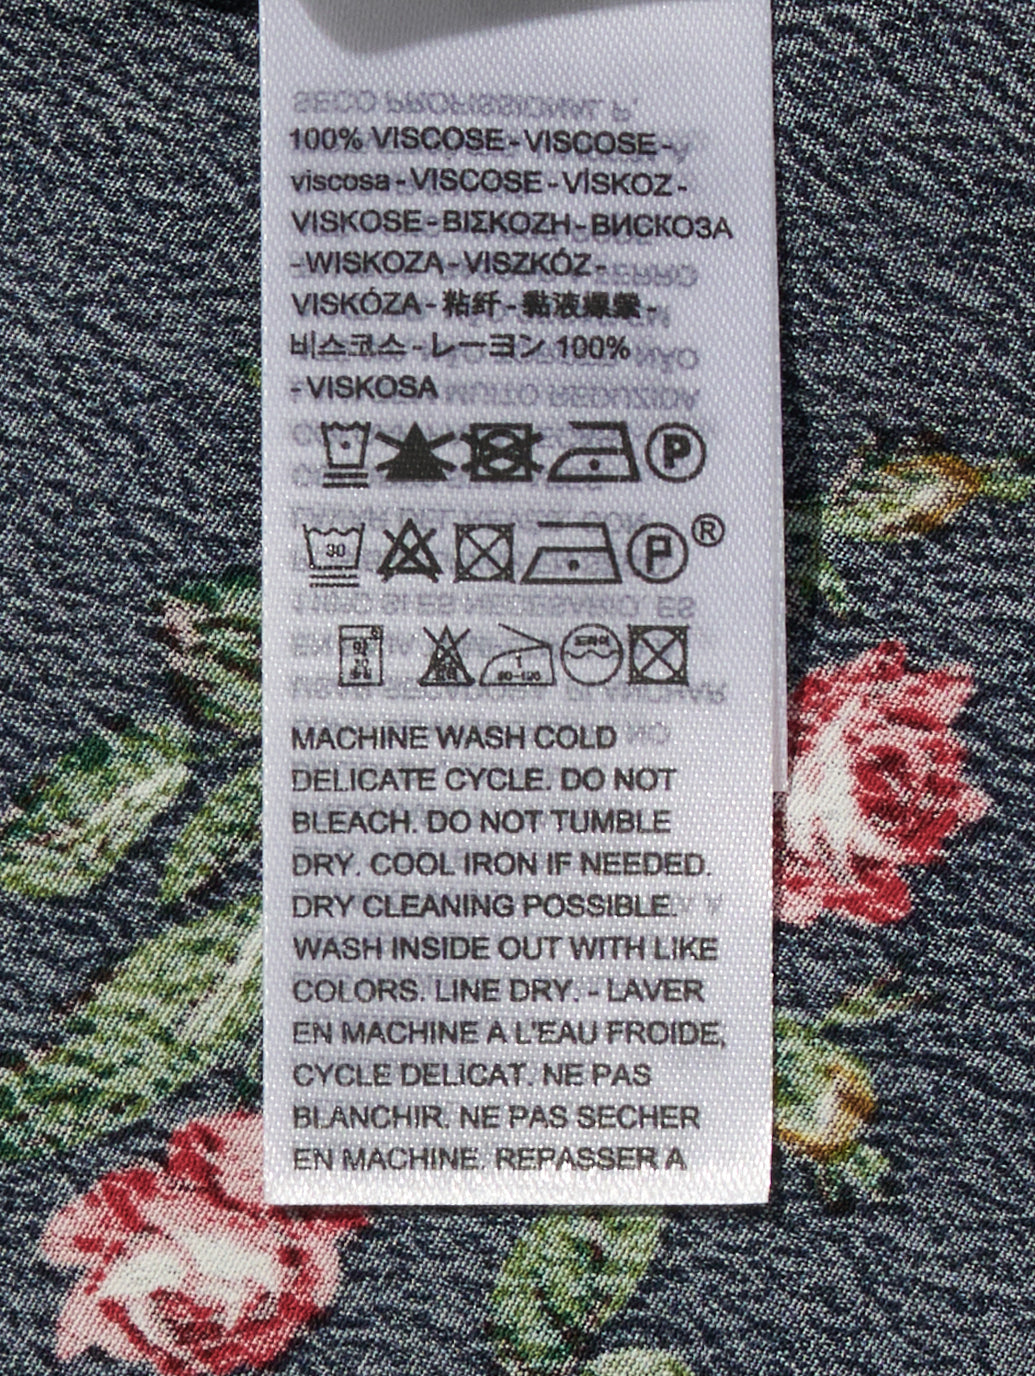 100% VISCOSE - VISCOSE -
viscosa - VISCOSE - VİSKOZ -
VISKOSE - ΒΙΣΚΟΖΗ - ВИСКОЗА
- WISKOZA - VISZKÓZ -
VISKÓZA - 粘纤 - 黏液嫘縈 -
비스코스 - レーヨン 100%
- VISKOSA
P
30 P ®
MACHINE WASH COLD
DELICATE CYCLE. DO NOT
BLEACH. DO NOT TUMBLE
DRY. COOL IRON IF NEEDED.
DRY CLEANING POSSIBLE.
WASH INSIDE OUT WITH LIKE
COLORS. LINE DRY. - LAVER
EN MACHINE A L'EAU FROIDE,
CYCLE DELICAT. NE PAS
BLANCHIR. NE PAS SECHER
EN MACHINE. REPASSER A